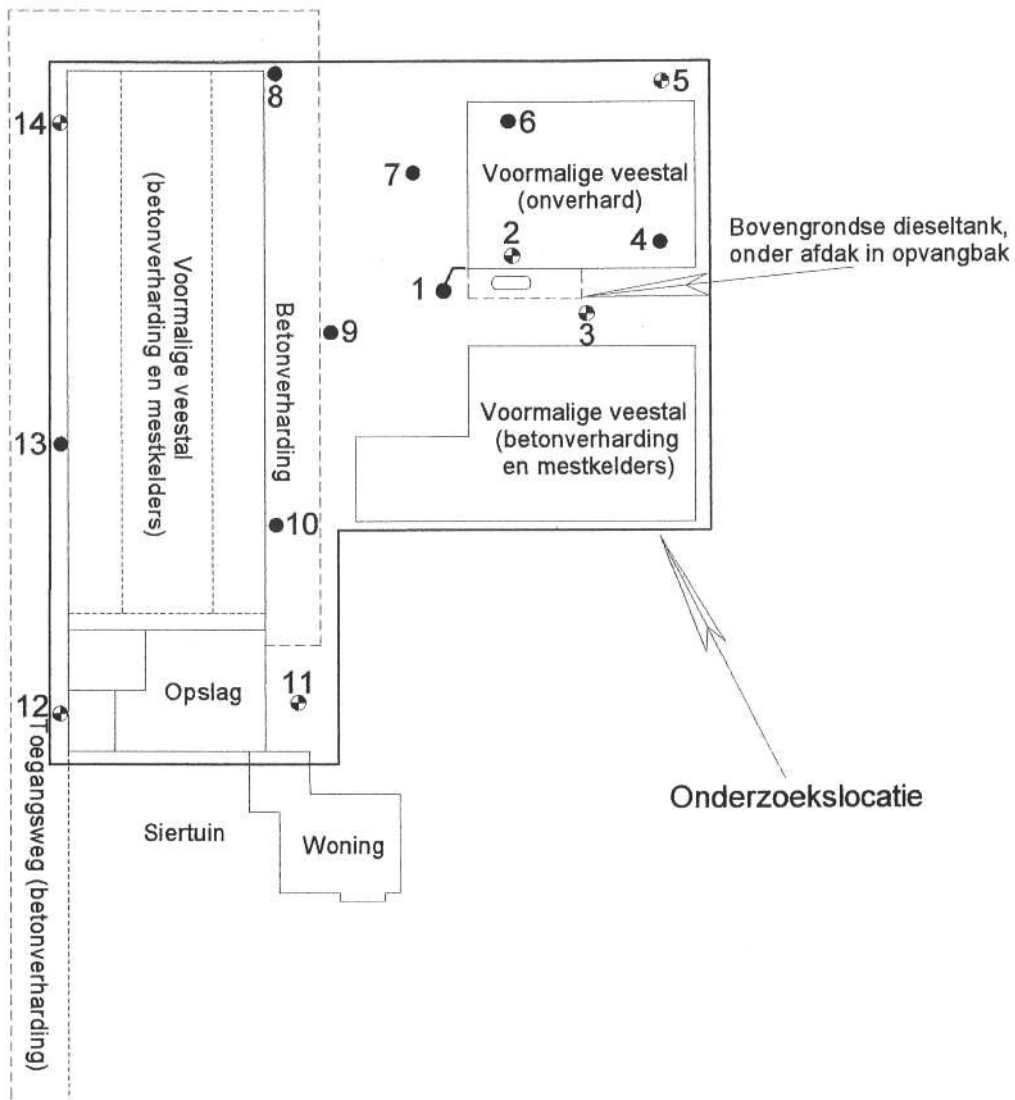 8
5
14
6
7
Voormalige veestal
(onverhard)
Voormalige veestal
(betonverharding en mestkelders)
2
4
Bovengrondse dieseltank,
onder afdak in opvangbak
1
Betonverharding
9
3
13
Voormalige veestal
(betonverharding
en mestkelders)
10
11
Opslag
12
Toegangsweg (betonverharding)
Onderzoekslocatie
Siertuin
Woning